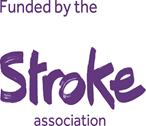 Funded by the
Stroke
association